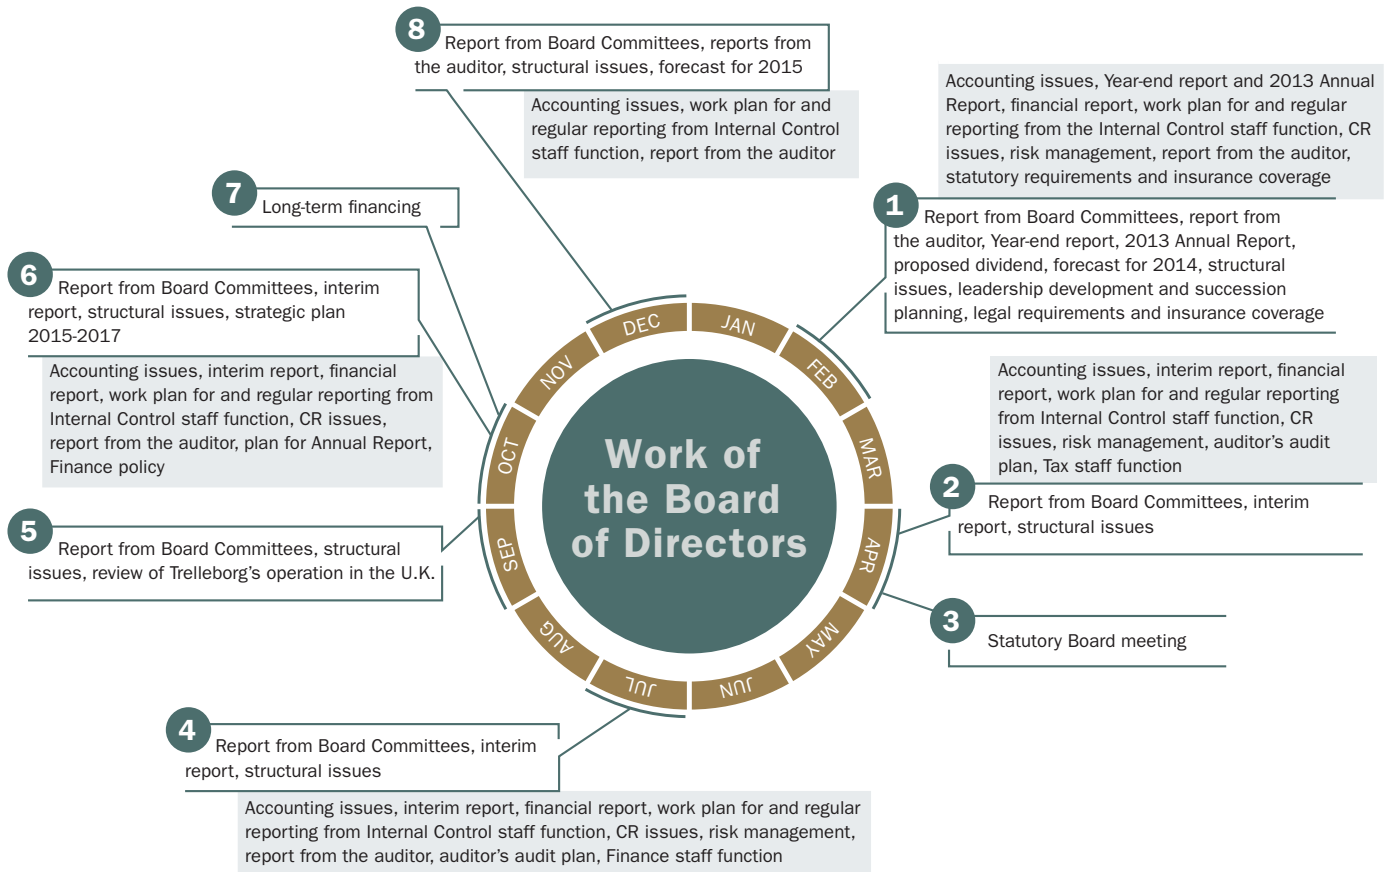 8
Report from Board Committees, reports from
the auditor, structural issues, forecast for 2015
Accounting issues, work plan for and
regular reporting from Internal Control
staff function, report from the auditor
Accounting issues, Year-end report and 2013 Annual
Report, financial report, work plan for and regular
reporting from the Internal Control staff function, CR
issues, risk management, report from the auditor,
statutory requirements and insurance coverage
1
Report from Board Committees, report from
the auditor, Year-end report, 2013 Annual Report,
proposed dividend, forecast for 2014, structural
issues, leadership development and succession
planning, legal requirements and insurance coverage
7
Long-term financing
6
Report from Board Committees, interim
report, structural issues, strategic plan
2015-2017
Accounting issues, interim report, financial
report, work plan for and regular reporting from
Internal Control staff function, CR issues,
report from the auditor, plan for Annual Report,
Finance policy
Accounting issues, interim report, financial
report, work plan for and regular reporting
from Internal Control staff function, CR
issues, risk management, auditor's audit
plan, Tax staff function
2
Report from Board Committees, interim
report, structural issues
5
Report from Board Committees, structural
issues, review of Trelleborg's operation in the U.K.
3
Statutory Board meeting
4
Report from Board Committees, interim
report, structural issues
Accounting issues, interim report, financial report, work plan for and regular
reporting from Internal Control staff function, CR issues, risk management,
report from the auditor, auditor's audit plan, Finance staff function
JAN
FEB
MAR
APR
MAY
JUN
JUL
AUG
SEP
OCT
NOV
DEC
Work of
the Board
of Directors